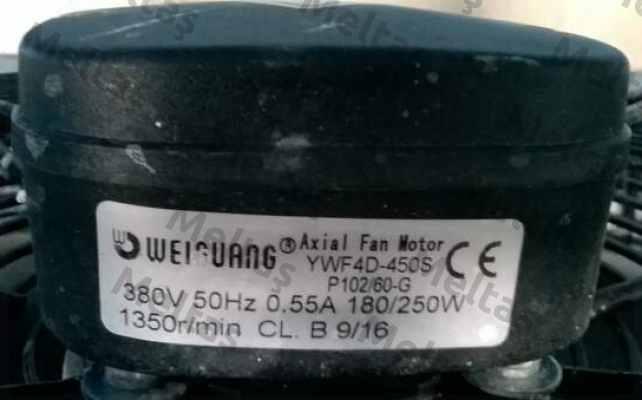 WEIGUANG® Axial Fan Motor
YWF4D-450S CE
P102/60-G
380V 50Hz 0.55A 180/250W
1350r/min CL. B 9/16
Meltaş